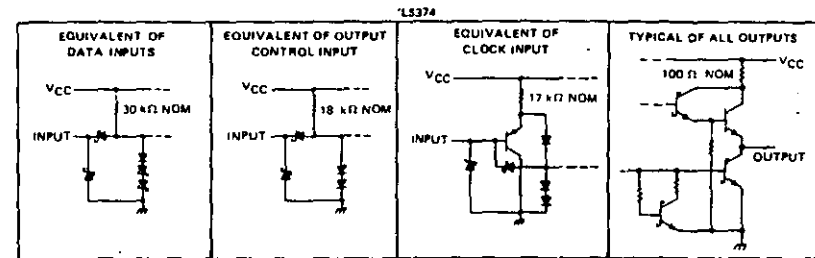 'LS374
EQUIVALENT OF
DATA INPUTS
VCC
30 kΩ NOM
INPUT
EQUIVALENT OF OUTPUT
CONTROL INPUT
VCC
18 kΩ NOM
INPUT
EQUIVALENT OF
CLOCK INPUT
VCC
17 kΩ NOM
INPUT
TYPICAL OF ALL OUTPUTS
VCC
100 Ω NOM
OUTPUT